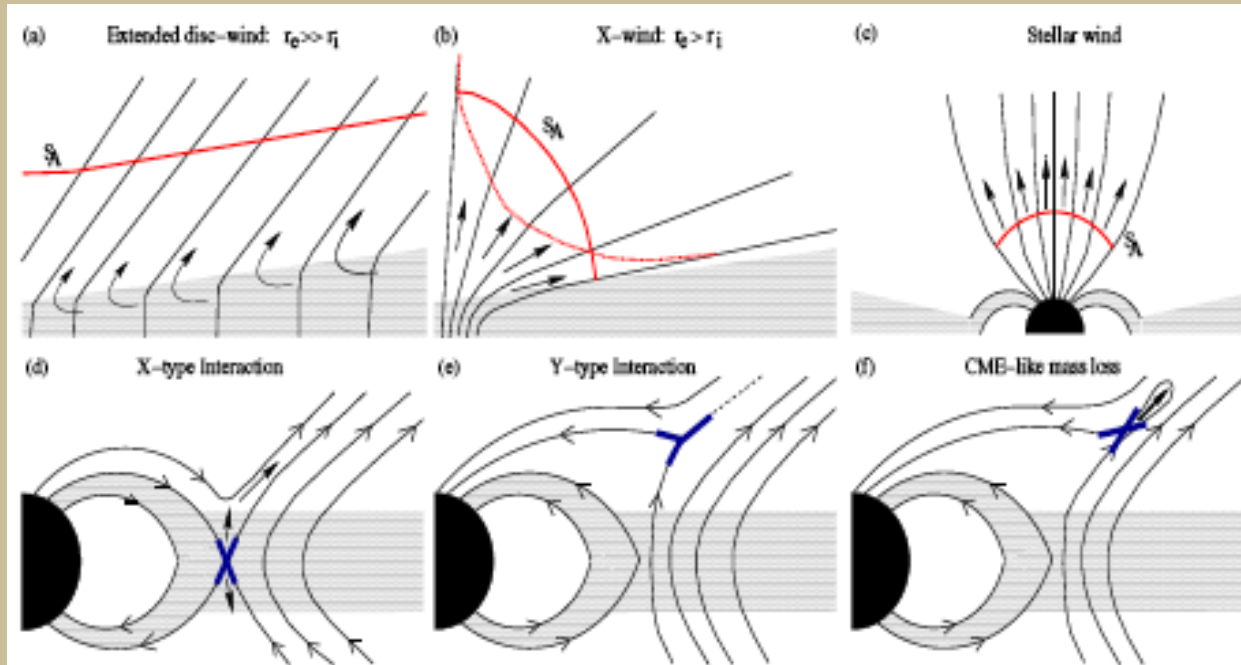 (a) Extended disc-wind: r_e >> r_i
(b) X-wind: r_e > r_i
(c) Stellar wind
S_A
S_A
S_A
(d) X-type Interaction
(e) Y-type Interaction
(f) CME-like mass loss